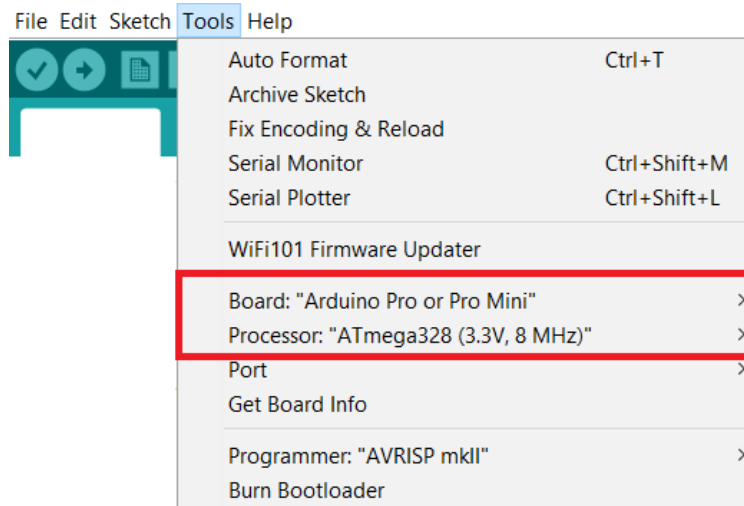 File Edit Sketch Tools Help
Auto Format Ctrl+T
Archive Sketch
Fix Encoding & Reload
Serial Monitor Ctrl+Shift+M
Serial Plotter Ctrl+Shift+L
WiFi101 Firmware Updater
Board: "Arduino Pro or Pro Mini"
Processor: "ATmega328 (3.3V, 8 MHz)"
Port
Get Board Info
Programmer: "AVRISP mkII"
Burn Bootloader